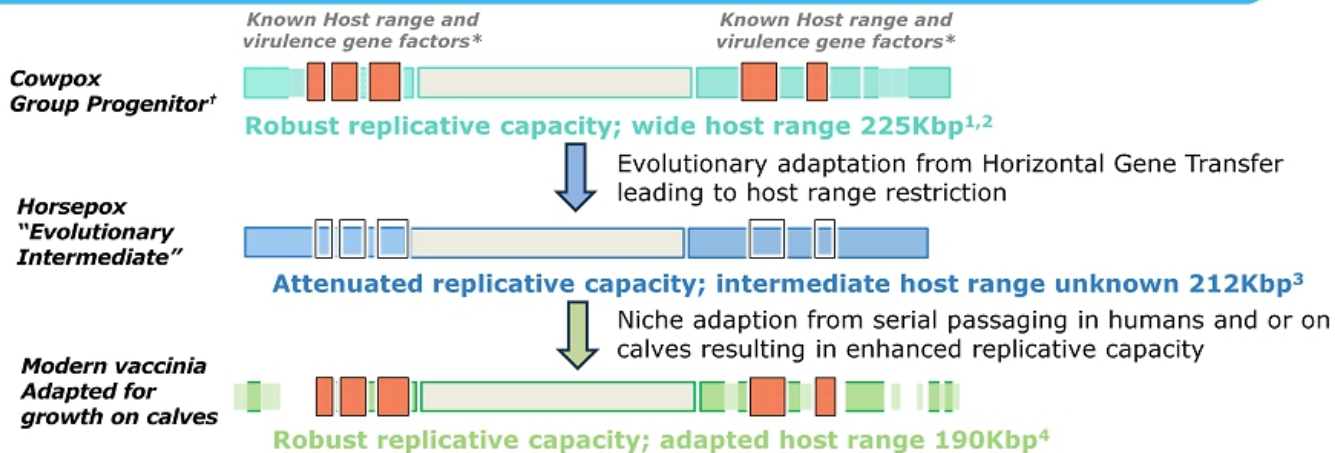 Known Host range and
virulence gene factors*
Known Host range and
virulence gene factors*
Cowpox
Group Progenitor†
Robust replicative capacity; wide host range 225Kbp1,2
Evolutionary adaptation from Horizontal Gene Transfer
leading to host range restriction
Horsepox
“Evolutionary
Intermediate”
Attenuated replicative capacity; intermediate host range unknown 212Kbp3
Niche adaption from serial passaging in humans and or on
calves resulting in enhanced replicative capacity
Modern vaccinia
Adapted for
growth on calves
Robust replicative capacity; adapted host range 190Kbp4